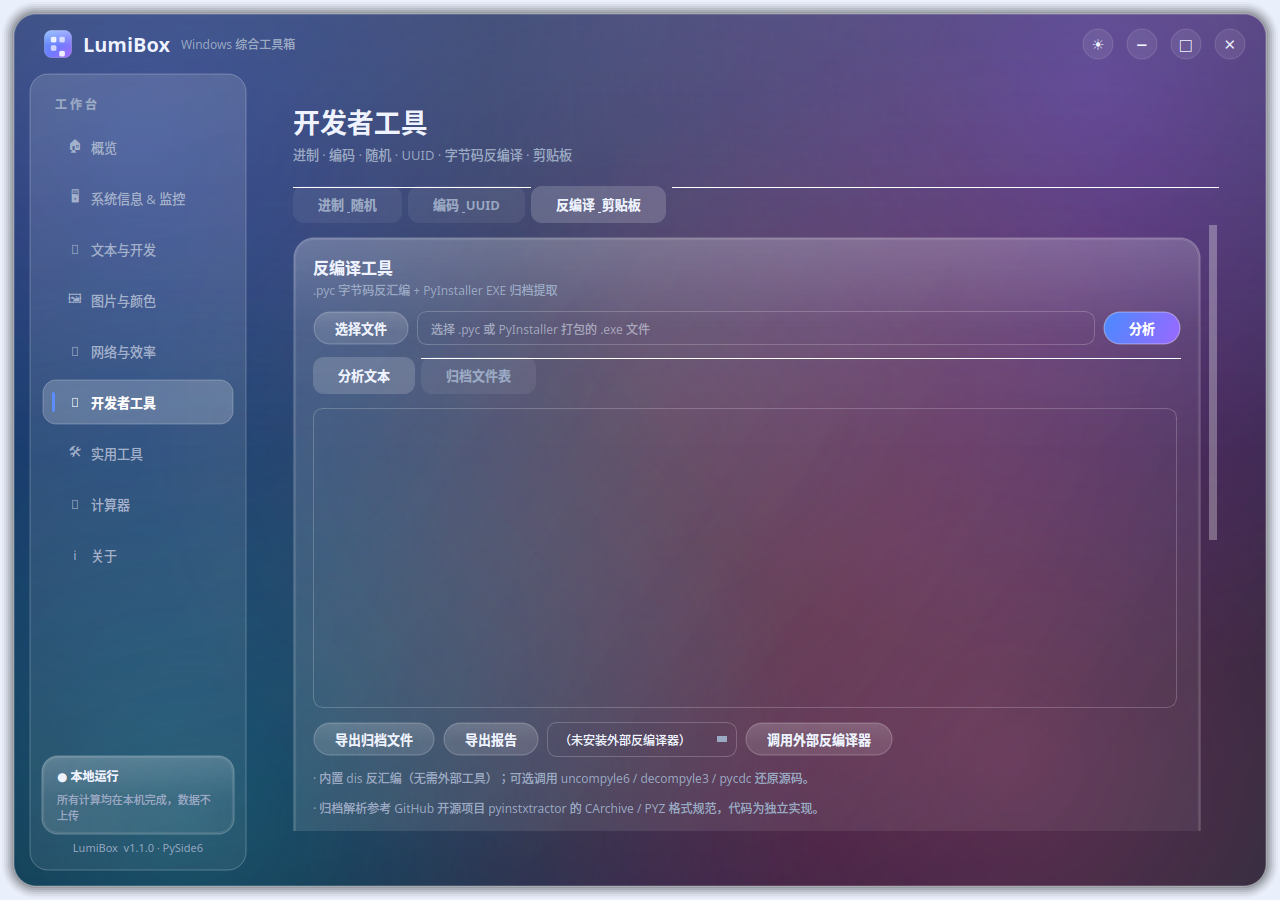 LumiBox Windows 综合工具箱
工作台
概览
系统信息 & 监控
文本与开发
图片与颜色
网络与效率
开发者工具
实用工具
计算器
i 关于
● 本地运行
所有计算均在本机完成，数据不
上传
LumiBox v1.1.0 · PySide6
开发者工具
进制 · 编码 · 随机 · UUID · 字节码反编译 · 剪贴板
进制 _随机
编码 _UUID
反编译 _剪贴板
反编译工具
.pyc 字节码反汇编 + PyInstaller EXE 归档提取
选择文件
选择 .pyc 或 PyInstaller 打包的 .exe 文件
分析
分析文本
归档文件表
导出归档文件
导出报告
（未安装外部反编译器）
调用外部反编译器
· 内置 dis 反汇编（无需外部工具）；可选调用 uncompyle6 / decompyle3 / pycdc 还原源码。
· 归档解析参考 GitHub 开源项目 pyinstxtractor 的 CArchive / PYZ 格式规范，代码为独立实现。